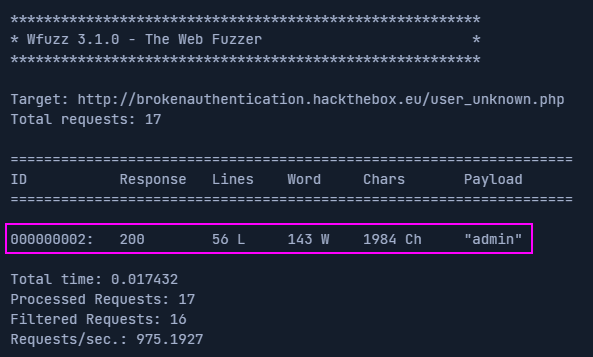 ********************************************************
* Wfuzz 3.1.0 - The Web Fuzzer                         *
********************************************************
Target: http://brokenauthentication.hackthebox.eu/user_unknown.php
Total requests: 17
===================================================================
ID           Response   Lines    Word     Chars       Payload
===================================================================
000000002:   200        56 L     143 W    1984 Ch     "admin"
Total time: 0.017432
Processed Requests: 17
Filtered Requests: 16
Requests/sec.: 975.1927